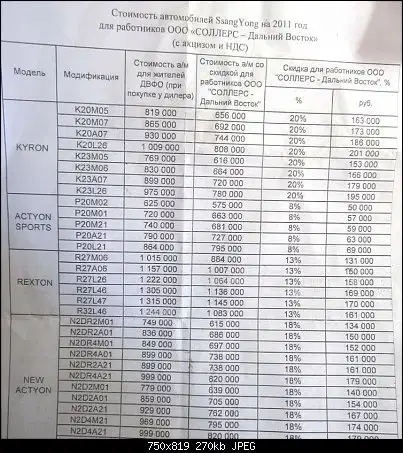 Стоимость автомобилей SsangYong на 2011 год
для работников ООО «СОЛЛЕРС – Дальний Восток»
(с акцизом и НДС)
Модель Модификация Стоимость а/м для жителей ДВФО (при покупке у дилера) Стоимость а/м со скидкой для работников ООО "СОЛЛЕРС - Дальний Восток" Скидка для работников ООО "СОЛЛЕРС - Дальний Восток", %
% руб.
KYRON
K20M05 819 000 656 000 20% 163 000
K20M07 865 000 692 000 20% 173 000
K20A07 930 000 744 000 20% 186 000
K20L26 1 009 000 808 000 20% 201 000
K23M05 769 000 616 000 20% 153 000
K23M06 830 000 664 000 20% 166 000
K23A07 899 000 720 000 20% 179 000
K23L26 975 000 780 000 20% 195 000
ACTYON SPORTS
P20M02 625 000 575 000 8% 50 000
P20M01 720 000 663 000 8% 57 000
P20M21 740 000 681 000 8% 59 000
P20A21 790 000 727 000 8% 63 000
P20L21 864 000 795 000 8% 69 000
REXTON
R27M06 1 015 000 884 000 13% 131 000
R27A06 1 157 000 1 007 000 13% 150 000
R27L26 1 222 000 1 064 000 13% 158 000
R27L46 1 305 000 1 136 000 13% 169 000
R27L47 1 315 000 1 145 000 13% 170 000
R32L46 1 244 000 1 083 000 13% 161 000
NEW ACTYON
N2DR2M01 749 000 615 000 18% 134 000
N2DR2A01 836 000 686 000 18% 150 000
N2DR4M01 849 000 697 000 18% 152 000
N2DR4A01 899 000 738 000 18% 161 000
N2DR2A21 899 000 738 000 18% 161 000
N2DR4A21 999 000 820 000 18% 179 000
N2D2M01 779 000 639 000 18% 140 000
N2D2A01 859 000 705 000 18% 154 000
N2D2A21 929 000 762 000 18% 167 000
N2D4M21 969 000 795 000 18% 174 000
N2D4A21 999 000 820 000 18% 179 000
750x819 270kb JPEG